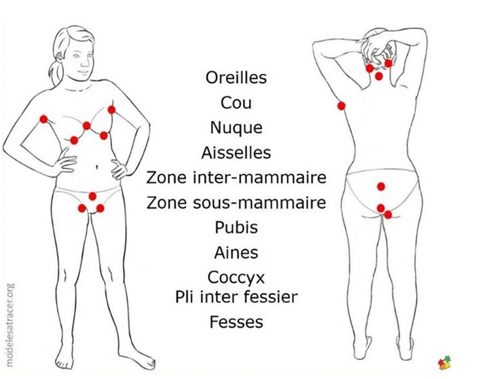 Oreilles
Cou
Nuque
Aisselles
Zone inter-mammaire
Zone sous-mammaire
Pubis
Aines
Coccyx
Pli inter fessier
Fesses
modelesatracer.org